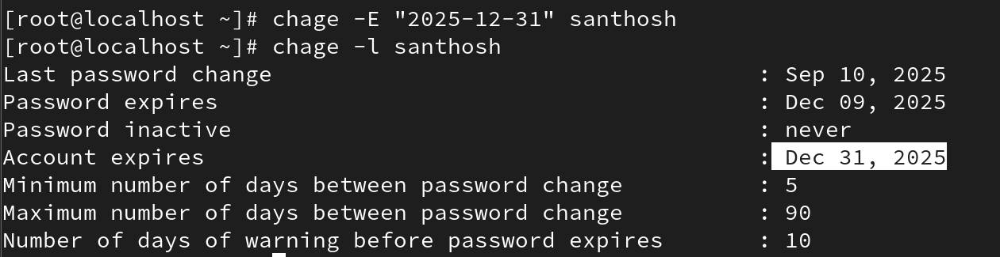 [root@localhost ~]# chage -E "2025-12-31" santhosh
[root@localhost ~]# chage -l santhosh
Last password change : Sep 10, 2025
Password expires : Dec 09, 2025
Password inactive : never
Account expires : Dec 31, 2025
Minimum number of days between password change : 5
Maximum number of days between password change : 90
Number of days of warning before password expires : 10